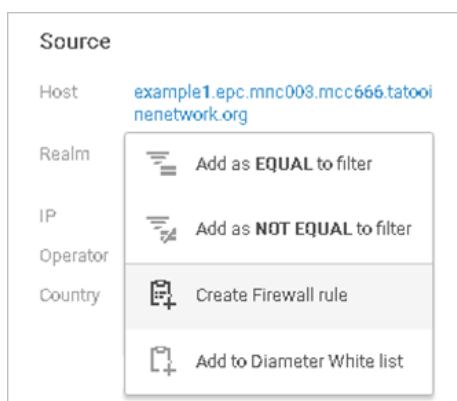 Source
Host example1.epc.mnc003.mcc666.tatooi
nenetwork.org
Realm
Add as EQUAL to filter
IP
Add as NOT EQUAL to filter
Operator
Country
Create Firewall rule
Add to Diameter White list